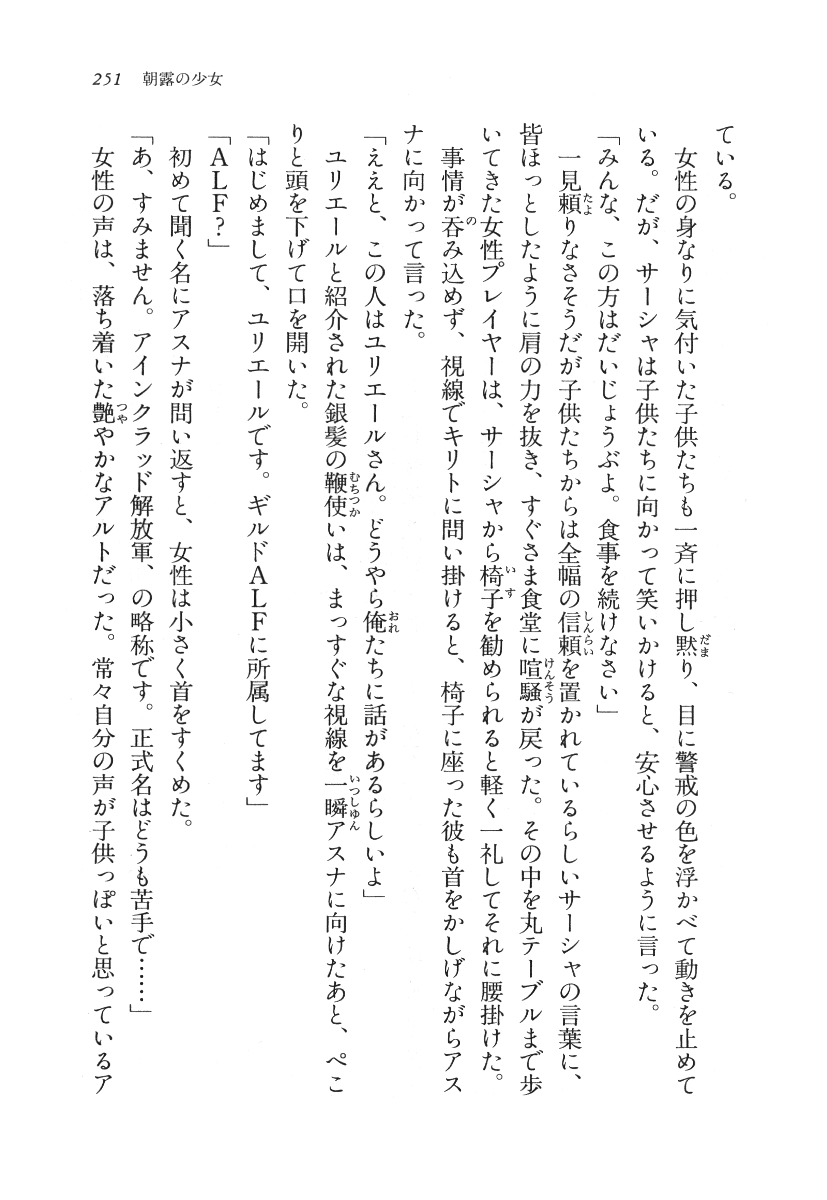 251　朝露の少女
ている。
　女性の身なりに気付いた子供たちも一斉に押し黙り、目に警戒の色を浮かべて動きを止めて
いる。だが、サーシャは子供たちに向かって笑いかけると、安心させるように言った。
「みんな、この方はだいじょうぶよ。食事を続けなさい」
　一見頼りなさそうだが子供たちからは全幅の信頼を置かれているらしいサーシャの言葉に、
皆ほっとしたように肩の力を抜き、すぐさま食堂に喧騒が戻った。その中を丸テーブルまで歩
いてきた女性プレイヤーは、サーシャから椅子を勧められると軽く一礼してそれに腰掛けた。
　事情が呑み込めず、視線でキリトに問い掛けると、椅子に座った彼も首をかしげながらアス
ナに向かって言った。
「ええと、この人はユリエールさん。どうやら俺たちに話があるらしいよ」
　ユリエールと紹介された銀髪の鞭使いは、まっすぐな視線を一瞬アスナに向けたあと、ぺこ
りと頭を下げて口を開いた。
「はじめまして、ユリエールです。ギルドＡＬＦに所属してます」
「ＡＬＦ？」
　初めて聞く名にアスナが問い返すと、女性は小さく首をすくめた。
「あ、すみません。アインクラッド解放軍、の略称です。正式名はどうも苦手で……」
　女性の声は、落ち着いた艶やかなアルトだった。常々自分の声が子供っぽいと思っているア